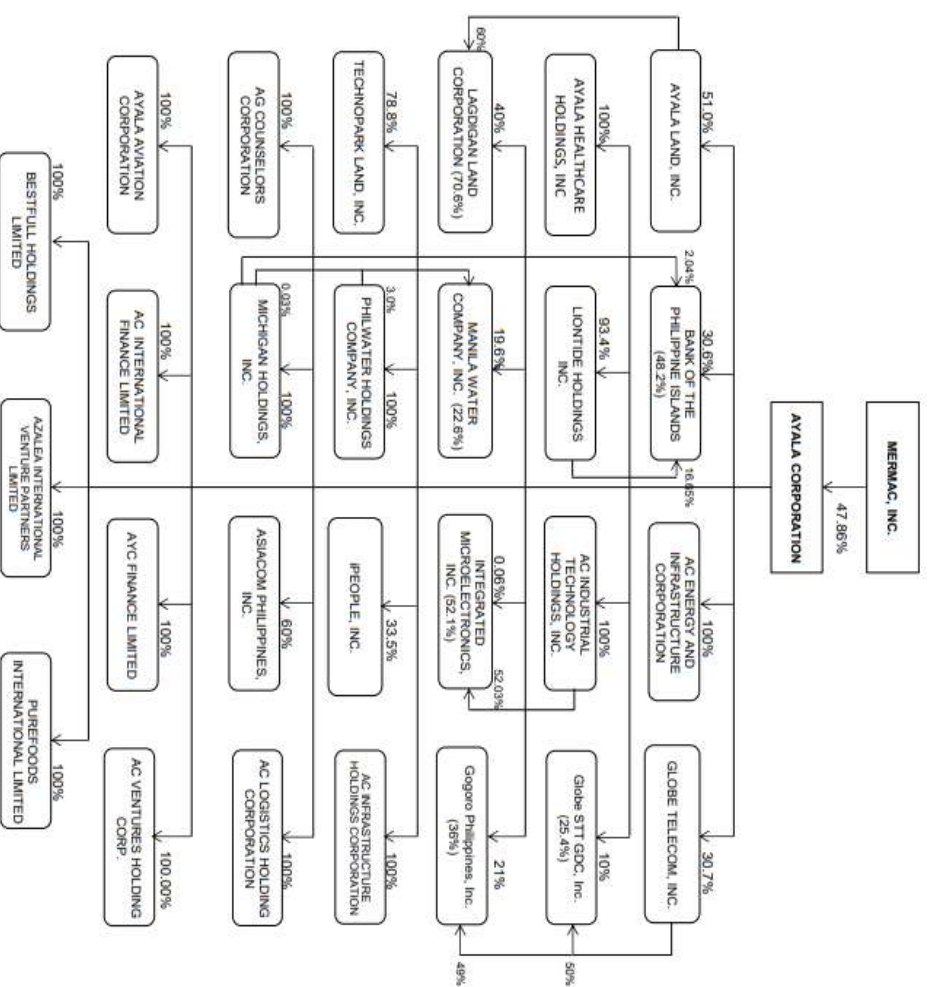 MERMAC, INC.
47.86%
AYALA CORPORATION
51.0%
AYALA LAND, INC.
30.6%
BANK OF THE
PHILIPPINE ISLANDS
(48.2%)
2.04%
16.65%
100%
AC ENERGY AND
INFRASTRUCTURE
CORPORATION
30.7%
GLOBE TELECOM, INC.
100%
AYALA HEALTHCARE
HOLDINGS, INC
93.4%
LIONTIDE HOLDINGS
INC.
100%
AC INDUSTRIAL
TECHNOLOGY
HOLDINGS, INC.
10%
Globe STT GDC, Inc.
(25.4%)
50%
60%
40%
LAGDIGAN LAND
CORPORATION (70.6%)
19.6%
MANILA WATER
COMPANY, INC. (22.6%)
0.06%
52.03%
INTEGRATED
MICROELECTRONICS,
INC. (52.1%)
21%
Gogoro Philippines, Inc.
(36%)
49%
78.8%
TECHNOPARK LAND, INC.
3.0%
100%
PHILWATER HOLDINGS
COMPANY, INC.
33.5%
iPEOPLE, INC.
100%
AC INFRASTRUCTURE
HOLDINGS CORPORATION
100%
AG COUNSELORS
CORPORATION
0.03%
100%
MICHIGAN HOLDINGS,
INC.
60%
ASIACOM PHILIPPINES,
INC.
100%
AC LOGISTICS HOLDING
CORPORATION
100%
AYALA AVIATION
CORPORATION
100%
AC INTERNATIONAL
FINANCE LIMITED
100%
AYC FINANCE LIMITED
100.00%
AC VENTURES HOLDING
CORP.
100%
BESTFULL HOLDINGS
LIMITED
100%
AZALEA INTERNATIONAL
VENTURE PARTNERS
LIMITED
100%
PUREFOODS
INTERNATIONAL LIMITED